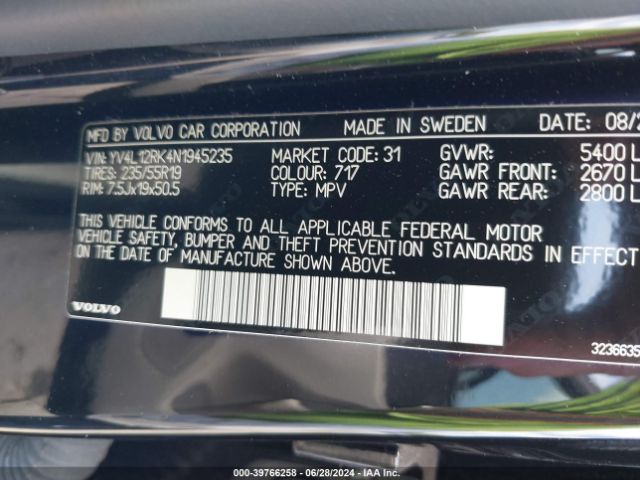 MFD BY VOLVO CAR CORPORATION MADE IN SWEDEN DATE: 08/2
VIN: YV4L12RK4N1945235 MARKET CODE: 31 GVWR: 5400 L
TIRES: 235/55R19 COLOUR: 717 GAWR FRONT: 2670 L
RIM: 7.5Jx19x50.5 TYPE: MPV GAWR REAR: 2800 L
THIS VEHICLE CONFORMS TO ALL APPLICABLE FEDERAL MOTOR
VEHICLE SAFETY, BUMPER AND THEFT PREVENTION STANDARDS IN EFFECT
ON THE DATE OF MANUFACTURE SHOWN ABOVE.
VOLVO
3236635
000-39766258 - 06/28/2024 - IAA Inc.